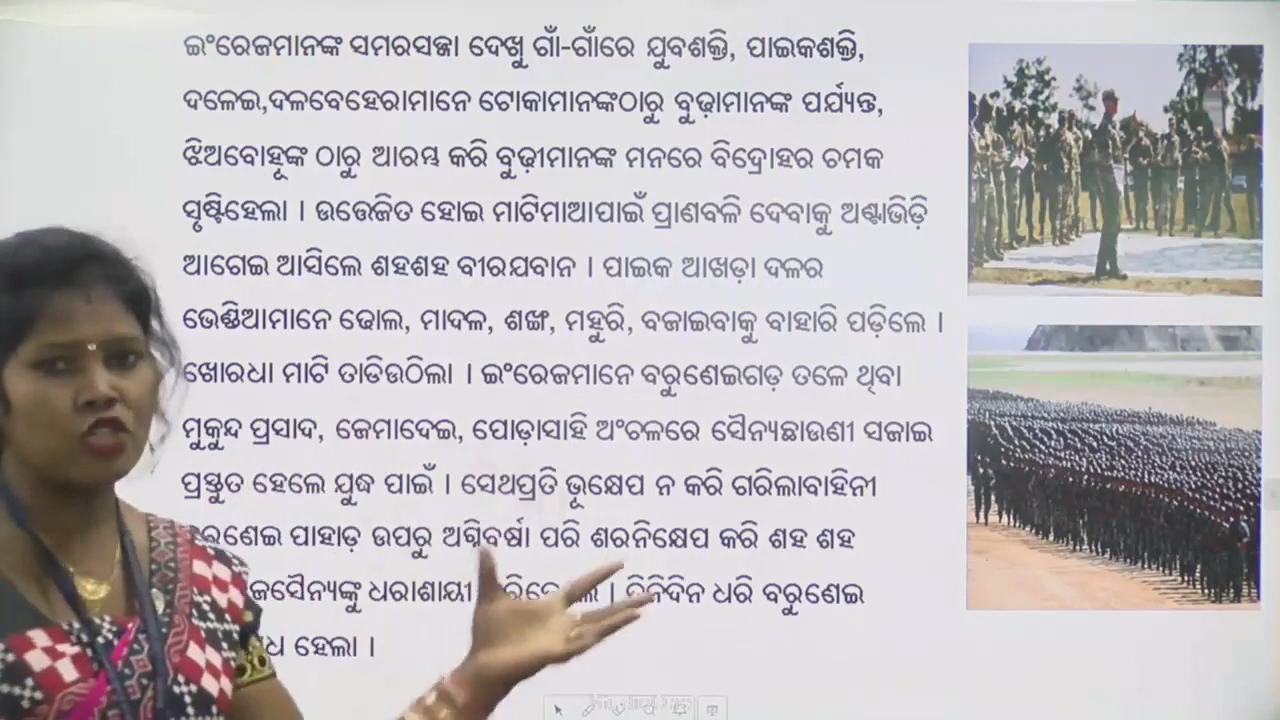 ଇଂରେଜମାନଙ୍କ ସମରସଜ୍ଜା ଦେଖୁ ଗାଁ-ଗାଁରେ ଯୁବଶକ୍ତି, ପାଇକଶକ୍ତି,
ଦଳେଇ,ଦଳବେହେରାମାନେ ଟୋକାମାନଙ୍କଠାରୁ ବୁଢ଼ାମାନଙ୍କ ପର୍ଯ୍ୟନ୍ତ,
ଝିଅବୋହୂଙ୍କ ଠାରୁ ଆରମ୍ଭ କରି ବୁଢ଼ୀମାନଙ୍କ ମନରେ ବିଦ୍ରୋହର ଚମକ
ସୃଷ୍ଟିହେଲା । ଉତ୍ତେଜିତ ହୋଇ ମାଟିମାଆପାଇଁ ପ୍ରାଣବଳି ଦେବାକୁ ଅଣ୍ଟାଭିଡ଼ି
ଆଗେଇ ଆସିଲେ ଶହଶହ ବୀରଯବାନ । ପାଇକ ଆଖଡ଼ା ଦଳର
ଭେଣ୍ଡିଆମାନେ ଢୋଲ, ମାଦଳ, ଶଙ୍ଖ, ମହୁରି, ବଜାଇବାକୁ ବାହାରି ପଡ଼ିଲେ ।
ଖୋରଧା ମାଟି ତାତିଉଠିଲା । ଇଂରେଜମାନେ ବରୁଣେଇଗଡ଼ ତଳେ ଥିବା
ମୁକୁନ୍ଦ ପ୍ରସାଦ, ଜେମାଦେଇ, ପୋଡ଼ାସାହି ଅଂଚଳରେ ସୈନ୍ୟଛାଉଣୀ ସଜାଇ
ପ୍ରସ୍ତୁତ ହେଲେ ଯୁଦ୍ଧ ପାଇଁ । ସେଥପ୍ରତି ଭ୍ରୂକ୍ଷେପ ନ କରି ଗରିଲାବାହିନୀ
ପାହାଡ଼ ଉପରୁ ଅଗ୍ନିବର୍ଷା ପରି ଶରନିକ୍ଷେପ କରି ଶହ ଶହ
ଧରାଶାୟୀ । ଧରି ବରୁଣେଇ
ହେଲା ।